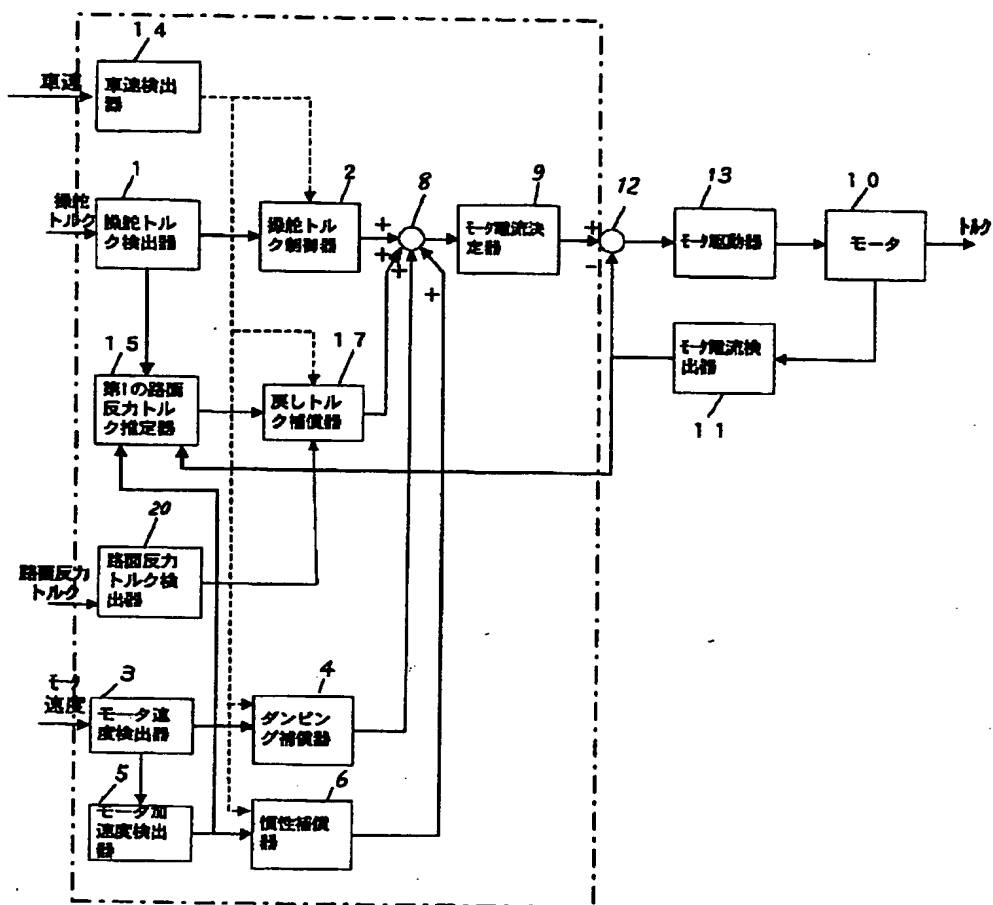 14
車速
車速検出
器
1
操舵
トルク
操舵トル
ク検出器
2
操舵トル
ク制御器
+
+
+
+
8
9
モータ電流決
定器
+
-
12
13
モータ駆動器
10
モータ
トルク
モータ電流検
出器
11
15
第1の路面
反力トル
ク推定器
17
戻しトル
ク補償器
20
路面反力
トルク
路面反力
トルク検
出器
モータ
速度
3
モータ速
度検出器
4
ダンピン
グ補償器
5
モータ加
速度検出
器
6
慣性補償
器